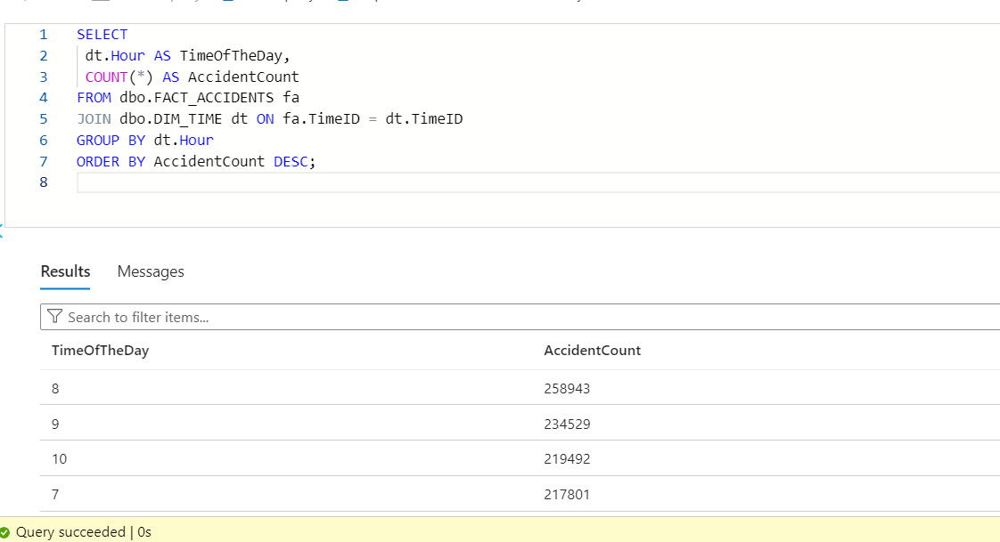 1 SELECT
2 dt.Hour AS TimeOfTheDay,
3 COUNT(*) AS AccidentCount
4 FROM dbo.FACT_ACCIDENTS fa
5 JOIN dbo.DIM_TIME dt ON fa.TimeID = dt.TimeID
6 GROUP BY dt.Hour
7 ORDER BY AccidentCount DESC;
8
Results Messages
Search to filter items...
TimeOfTheDay AccidentCount
8 258943
9 234529
10 219492
7 217801
Query succeeded | 0s